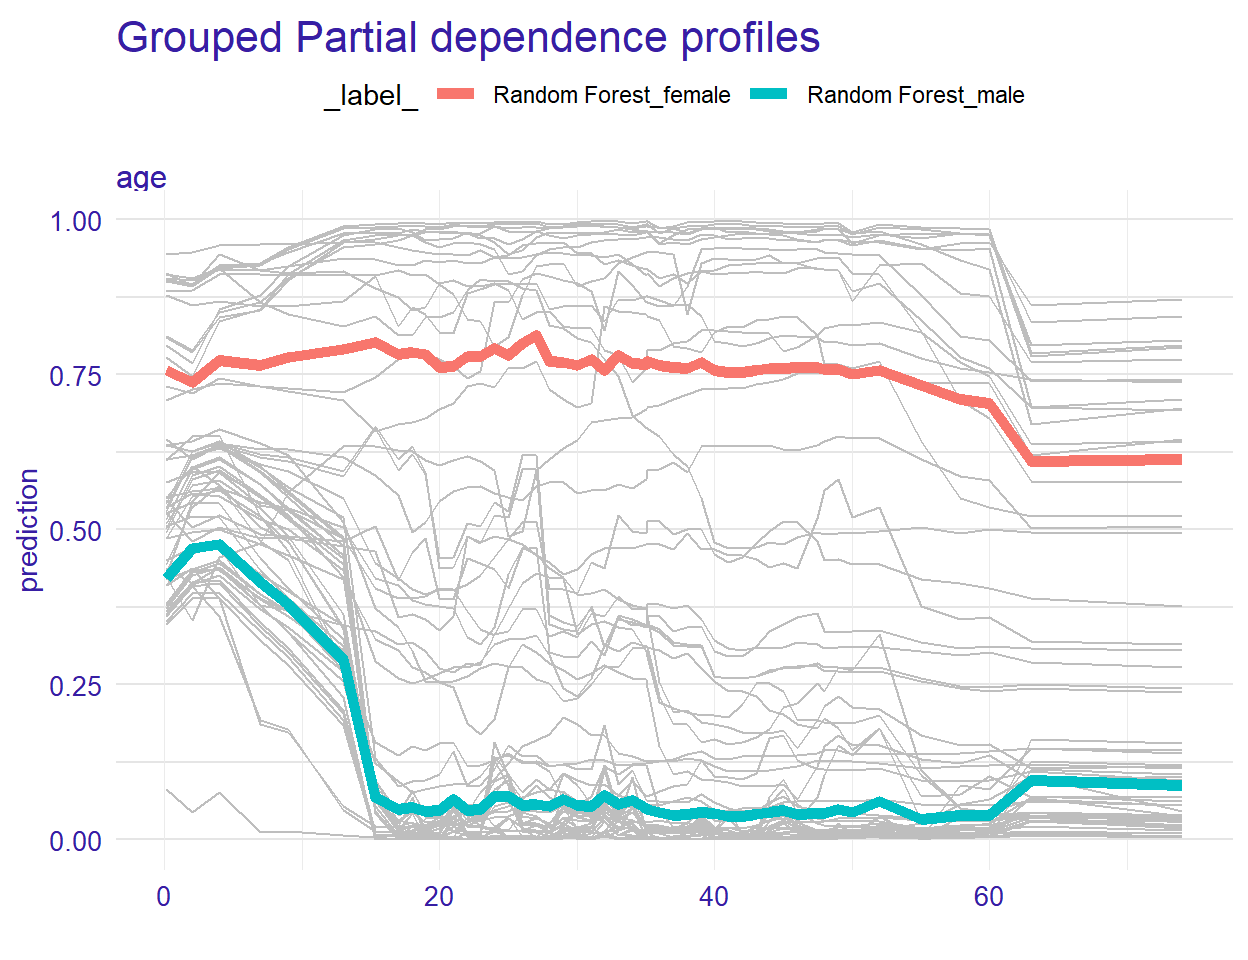 Grouped Partial dependence profiles
_label_ Random Forest_female Random Forest_male
age
1.00
0.75
0.50
0.25
0.00
prediction
0 20 40 60